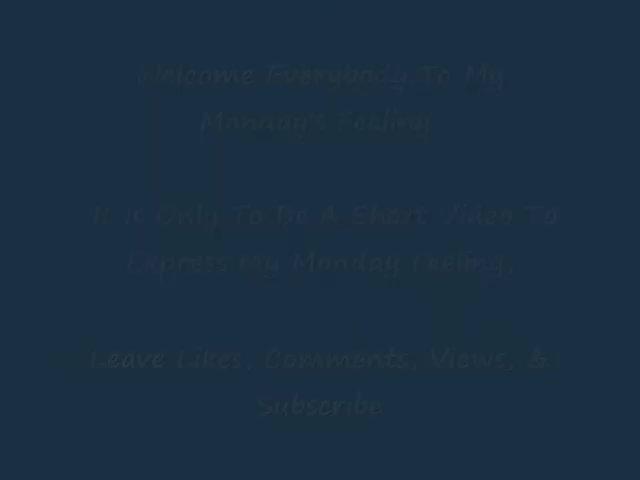 Welcome Everybody To My
Monday's Feeling
It Is Only To Be A Short Video To
Express My Monday Feeling.
Leave Likes, Comments, Views, &
Subscribe